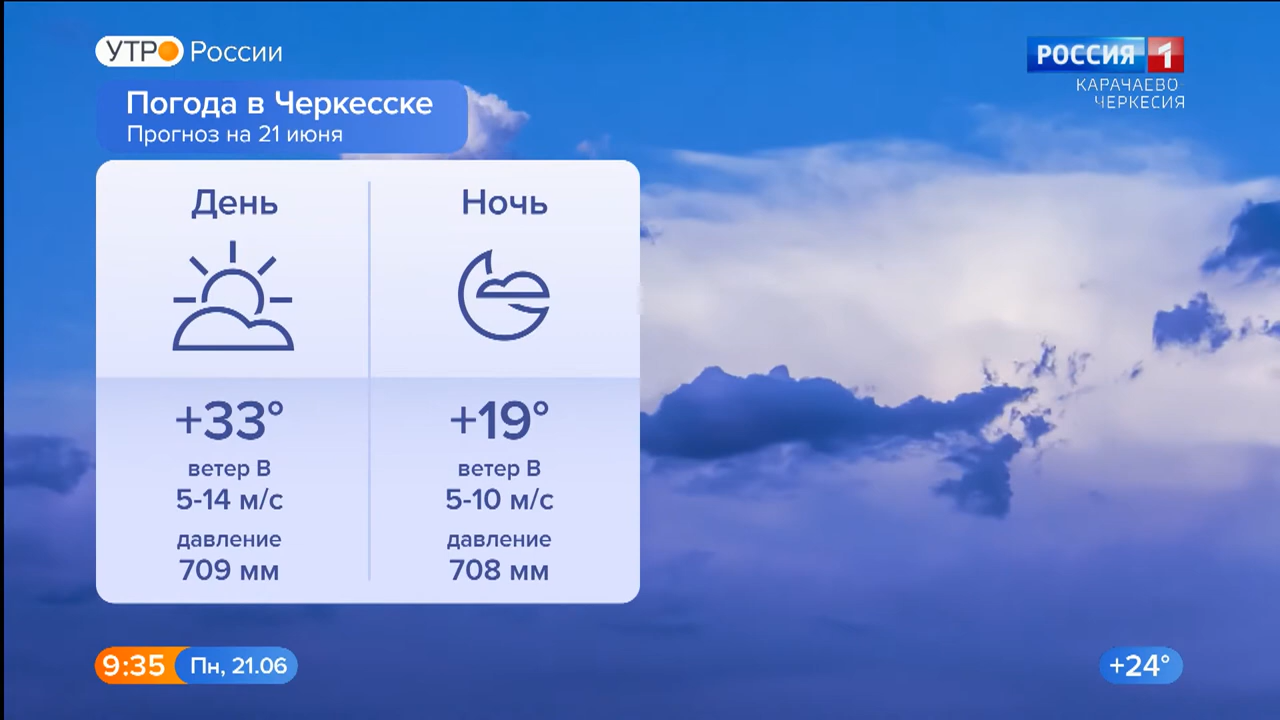 УТРО России
РОССИЯ 1
КАРАЧАЕВО-
ЧЕРКЕСИЯ
Погода в Черкесске
Прогноз на 21 июня
День
Ночь
+33°
+19°
ветер В
ветер В
5-14 м/с
5-10 м/с
давление
давление
709 мм
708 мм
9:35
Пн, 21.06
+24°